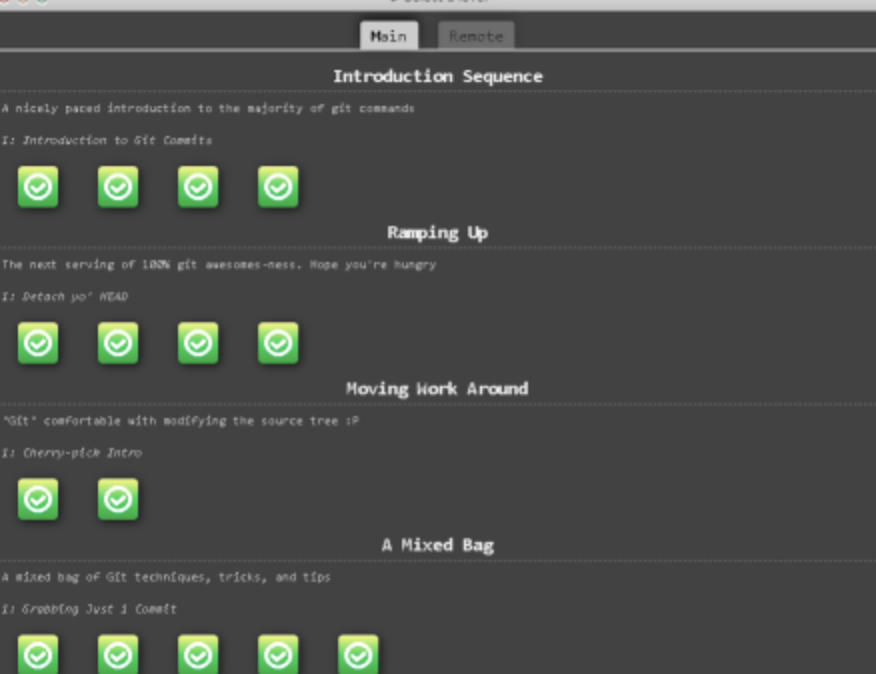 Main Remote
Introduction Sequence
A nicely paced introduction to the majority of git commands
1: Introduction to Git Commits
Ramping Up
The next serving of 100% git awesomes-ness. Hope you're hungry
1: Detach yo' HEAD
Moving Work Around
"Git" comfortable with modifying the source tree :P
1: Cherry-pick Intro
A Mixed Bag
A mixed bag of Git techniques, tricks, and tips
1: Grabbing Just 1 Commit